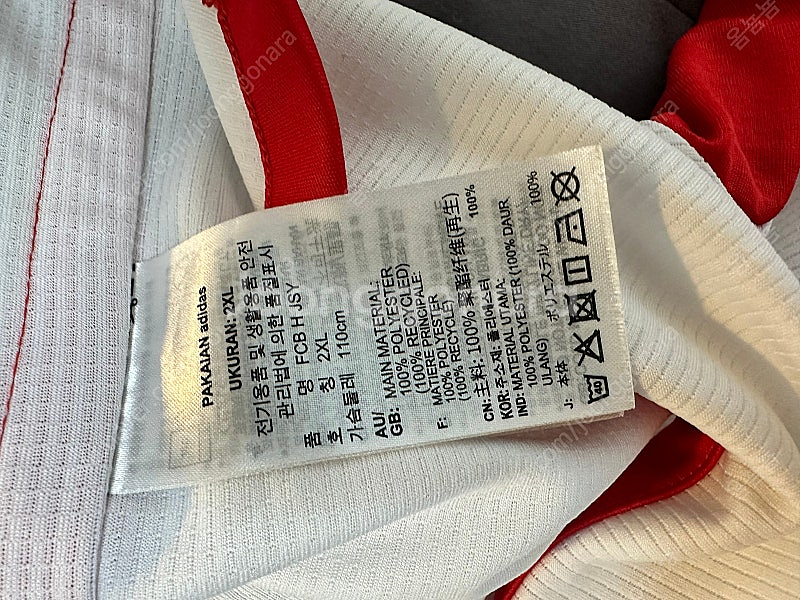 PAKAIAN adidas
UKURAN: 2XL
전기용품 및 생활용품 안전
관리법에 의한 품질표시
품 명 FCB H JSY
호 칭 2XL
가슴둘레 110cm
AU/ MAIN MATERIAL:
GB: 100% POLYESTER
(100% RECYCLED)
F: MATIERE PRINCIPALE:
100% POLYESTER
(100% RECYCLE)
CN: 主料: 100% 聚酯纤维(再生)
KOR: 주소재: 폴리에스터 100%
IND: MATERIAL UTAMA:
100% POLYESTER (100% DAUR
ULANG)
J: 本体 ポリエステル 100%
40